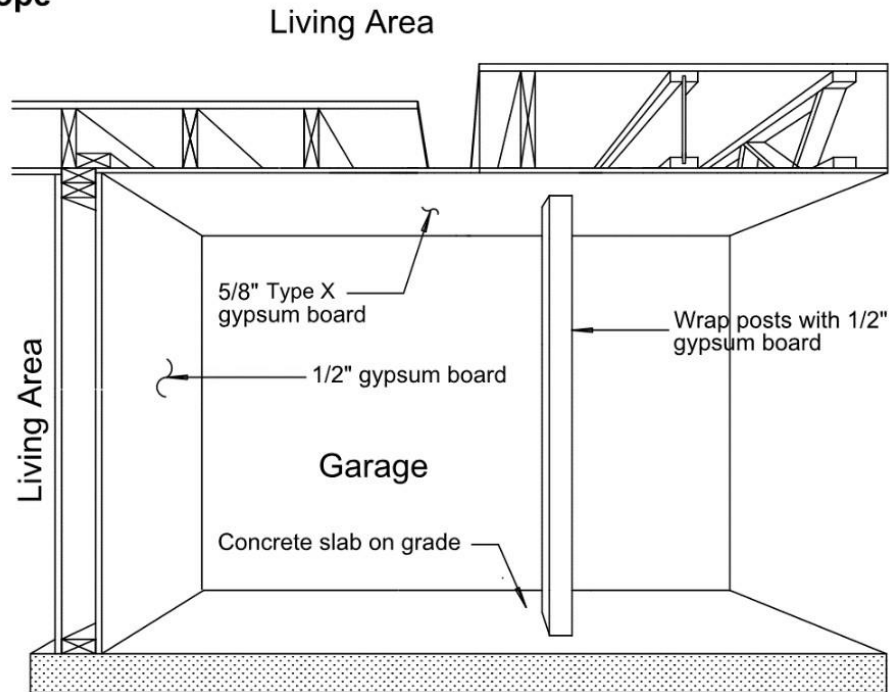 Living Area
5/8" Type X
gypsum board
Wrap posts with 1/2"
gypsum board
1/2" gypsum board
Living Area
Garage
Concrete slab on grade